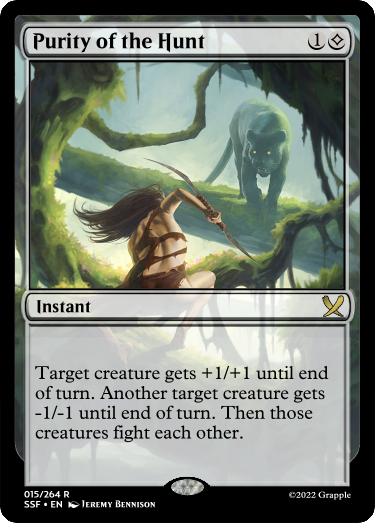 Purity of the Hunt 1
Instant
Target creature gets +1/+1 until end
of turn. Another target creature gets
-1/-1 until end of turn. Then those
creatures fight each other.
015/264 R
SSF • EN Jeremy Bennison
©2022 Grapple